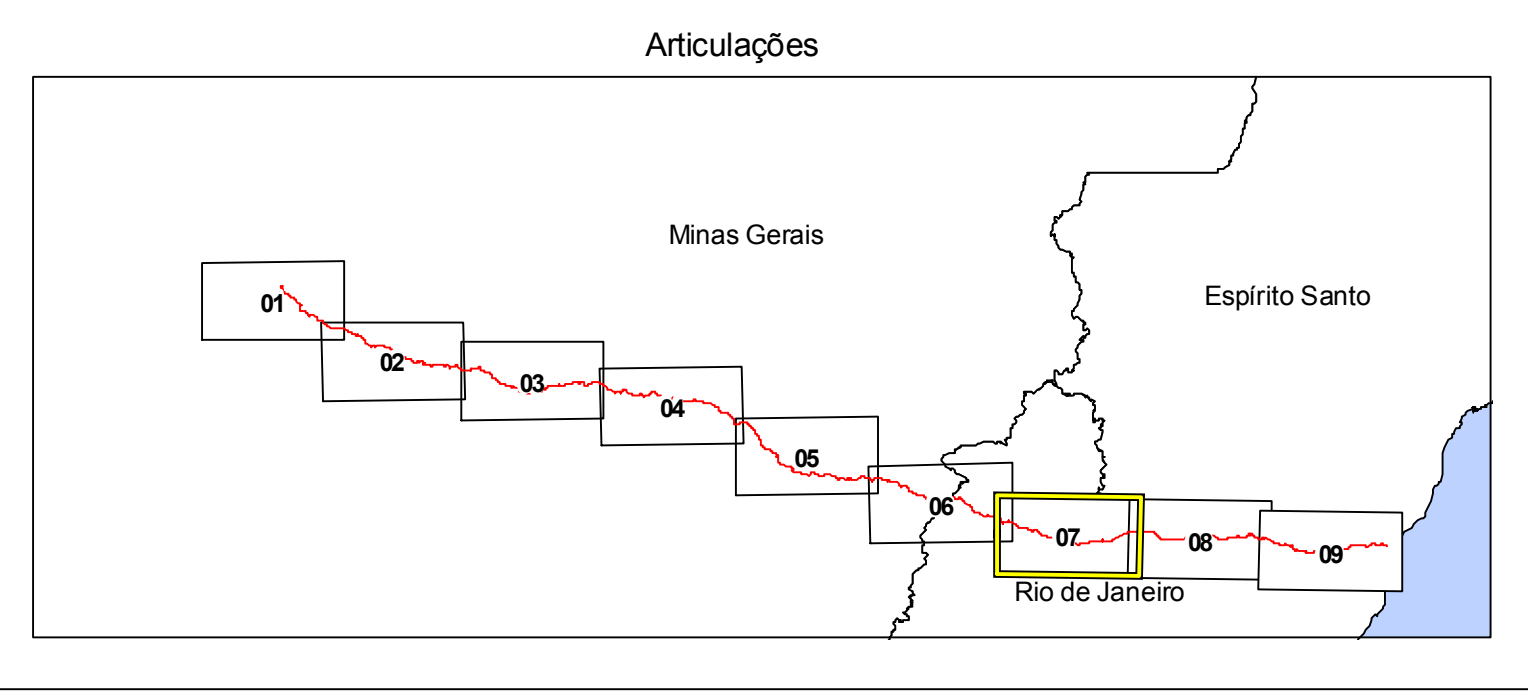 Articulações
Minas Gerais
Espírito Santo
01
02
03
04
05
06
07
08
09
Rio de Janeiro